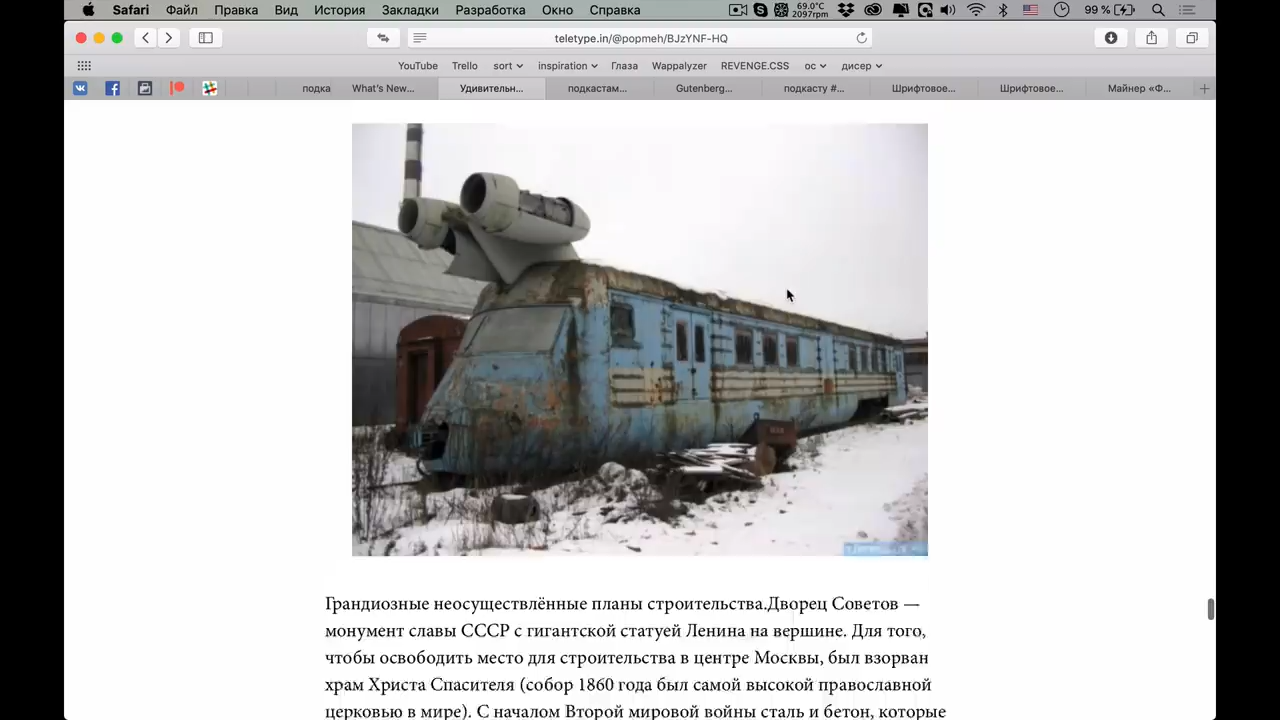 Safari Файл Правка Вид История Закладки Разработка Окно Справка 69.0°C 2097rpm 99 %
teletype.in/@popmeh/BJzYNF-HQ
YouTube Trello sort inspiration Глаза Wappalyzer REVENGE.CSS ос дисер
подка What's New... Удивительн... подкастам... Gutenberg... подкасту #... Шрифтовое... Шрифтовое... Майнер «Ф...
Грандиозные неосуществлённые планы строительства.Дворец Советов —
монумент славы СССР с гигантской статуей Ленина на вершине. Для того,
чтобы освободить место для строительства в центре Москвы, был взорван
храм Христа Спасителя (собор 1860 года был самой высокой православной
церковью в мире). С началом Второй мировой войны сталь и бетон, которые